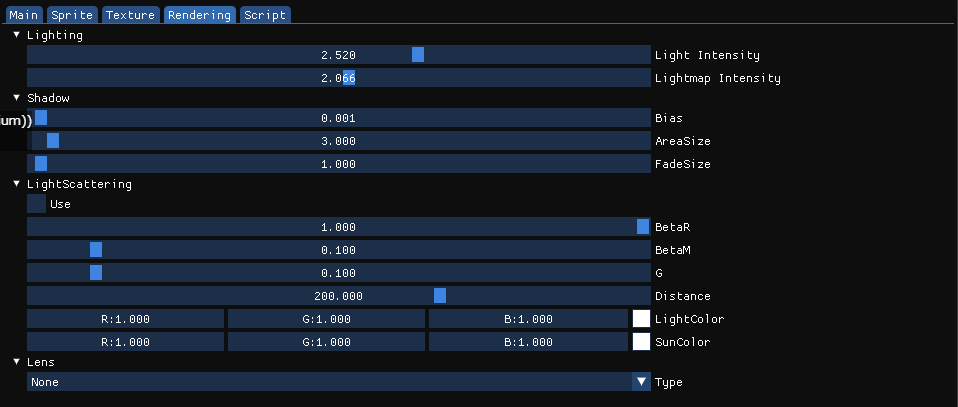 Main Sprite Texture Rendering Script
Lighting
2.520 Light Intensity
2.066 Lightmap Intensity
Shadow
ium)) 0.001 Bias
3.000 AreaSize
1.000 FadeSize
LightScattering
Use
1.000 BetaR
0.100 BetaM
0.100 G
200.000 Distance
R:1.000 G:1.000 B:1.000 LightColor
R:1.000 G:1.000 B:1.000 SunColor
Lens
None Type